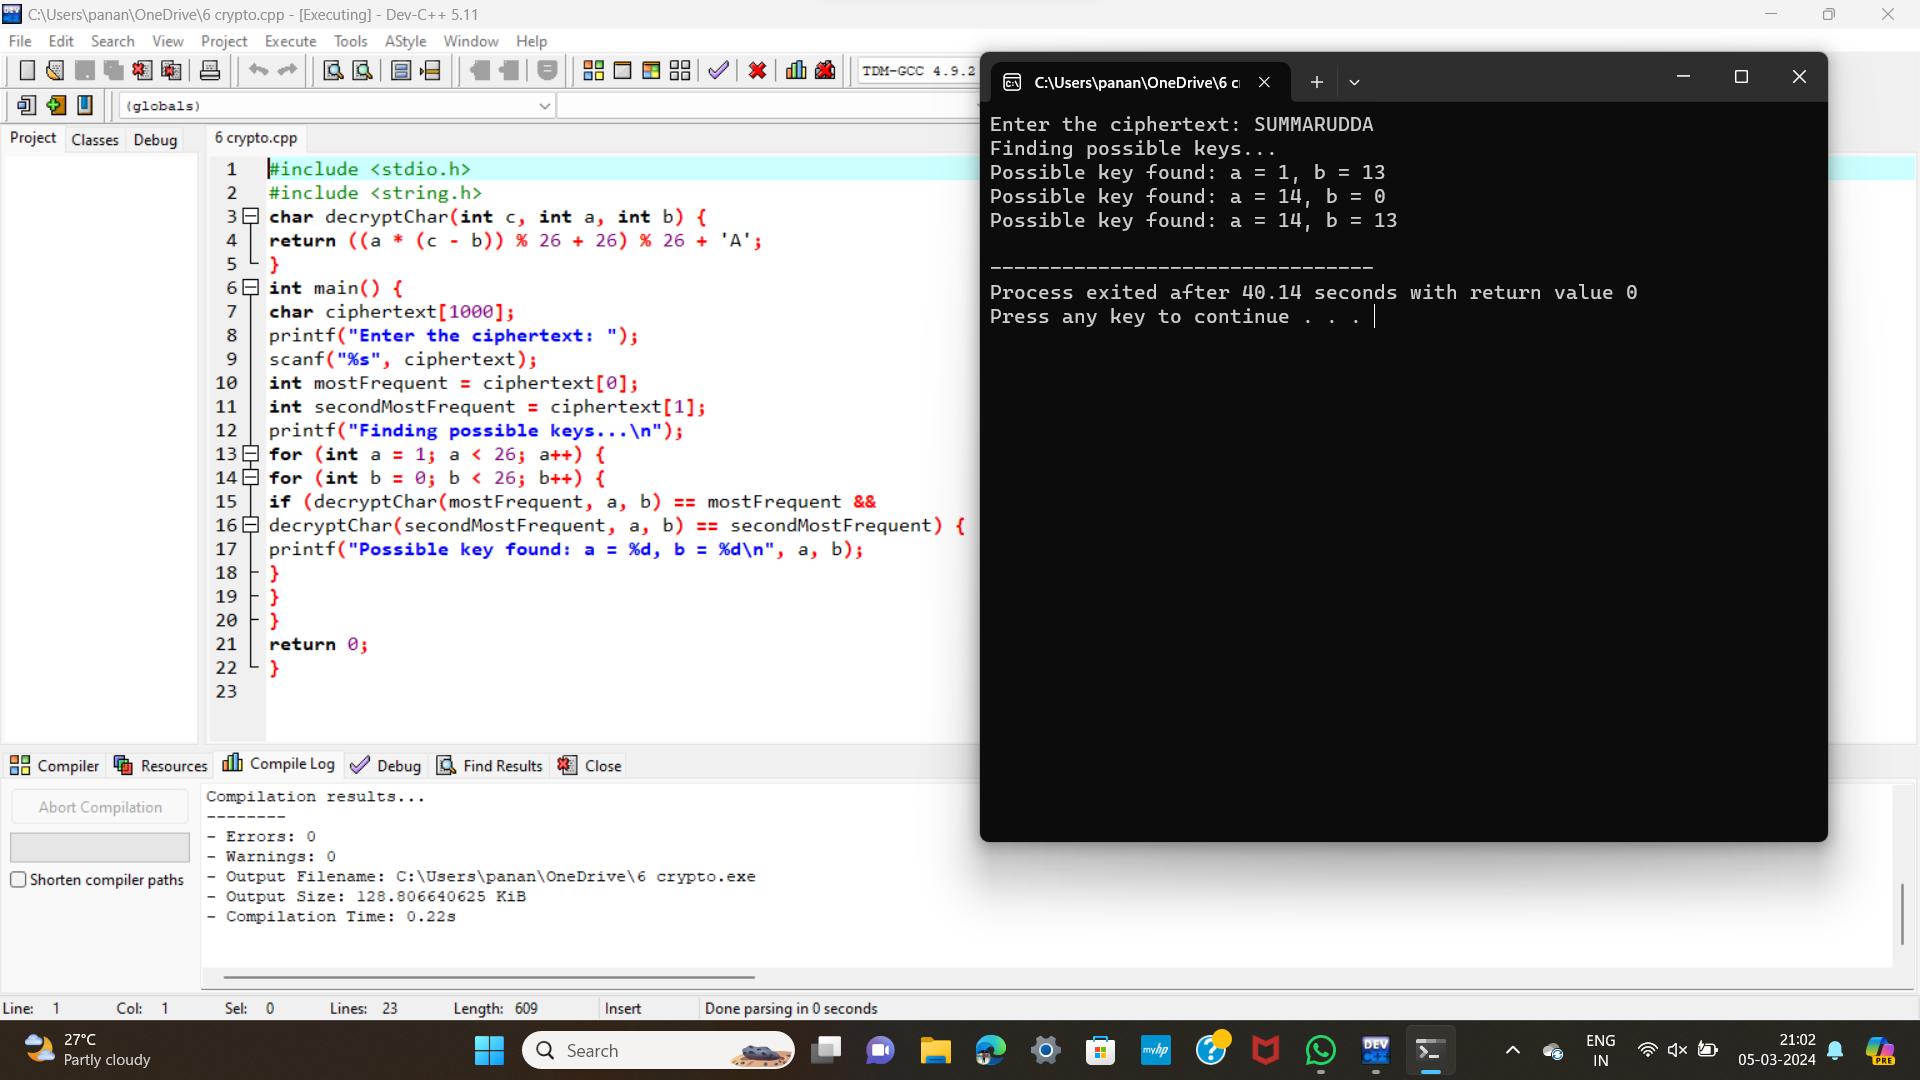 C:\Users\panan\OneDrive\6 crypto.cpp - [Executing] - Dev-C++ 5.11
File Edit Search View Project Execute Tools AStyle Window Help
TDM-GCC 4.9.2
(globals)
Project Classes Debug
6 crypto.cpp
1 #include <stdio.h>
2 #include <string.h>
3 char decryptChar(int c, int a, int b) {
4 return ((a * (c - b)) % 26 + 26) % 26 + 'A';
5 }
6 int main() {
7 char ciphertext[1000];
8 printf("Enter the ciphertext: ");
9 scanf("%s", ciphertext);
10 int mostFrequent = ciphertext[0];
11 int secondMostFrequent = ciphertext[1];
12 printf("Finding possible keys...\n");
13 for (int a = 1; a < 26; a++) {
14 for (int b = 0; b < 26; b++) {
15 if (decryptChar(mostFrequent, a, b) == mostFrequent &&
16 decryptChar(secondMostFrequent, a, b) == secondMostFrequent) {
17 printf("Possible key found: a = %d, b = %d\n", a, b);
18 }
19 }
20 }
21 return 0;
22 }
23
C:\Users\panan\OneDrive\6 c
Enter the ciphertext: SUMMARUDDA
Finding possible keys...
Possible key found: a = 1, b = 13
Possible key found: a = 14, b = 0
Possible key found: a = 14, b = 13
--------------------------------
Process exited after 40.14 seconds with return value 0
Press any key to continue . . .
Compiler Resources Compile Log Debug Find Results Close
Abort Compilation
Shorten compiler paths
Compilation results...
--------
- Errors: 0
- Warnings: 0
- Output Filename: C:\Users\panan\OneDrive\6 crypto.exe
- Output Size: 128.806640625 KiB
- Compilation Time: 0.22s
Line: 1 Col: 1 Sel: 0 Lines: 23 Length: 609 Insert Done parsing in 0 seconds
27°C
Partly cloudy
Search
myhp
DEV
C++
ENG
IN
21:02
05-03-2024
PRE